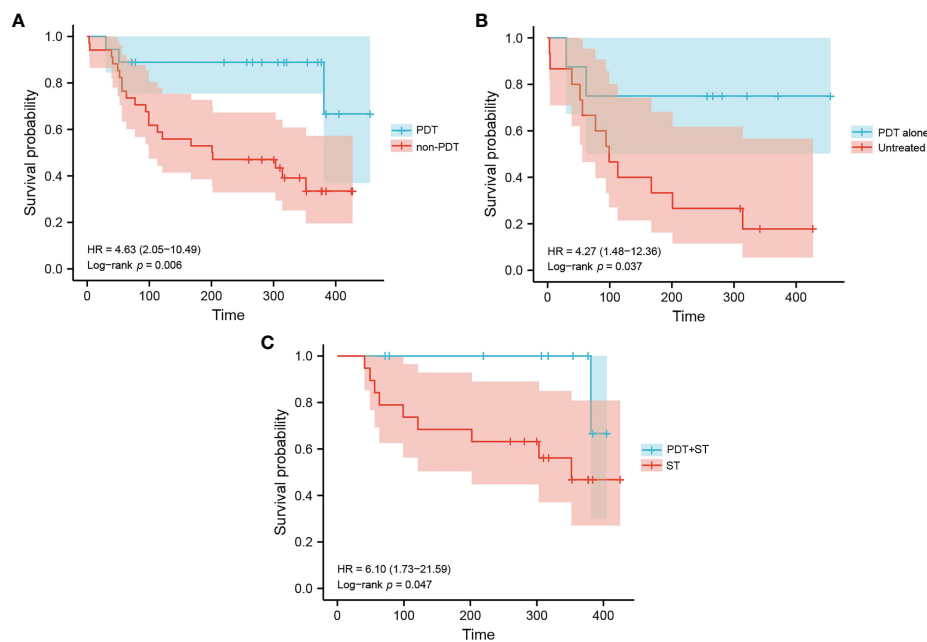 A
Survival probability
1.0
0.8
0.6
0.4
0.2
0.0
HR = 4.63 (2.05−10.49)
Log−rank p = 0.006
0 100 200 300 400
Time
PDT
non-PDT
B
Survival probability
1.0
0.8
0.6
0.4
0.2
0.0
HR = 4.27 (1.48−12.36)
Log−rank p = 0.037
0 100 200 300 400
Time
PDT alone
Untreated
C
Survival probability
1.0
0.8
0.6
0.4
0.2
0.0
HR = 6.10 (1.73−21.59)
Log−rank p = 0.047
0 100 200 300 400
Time
PDT+ST
ST